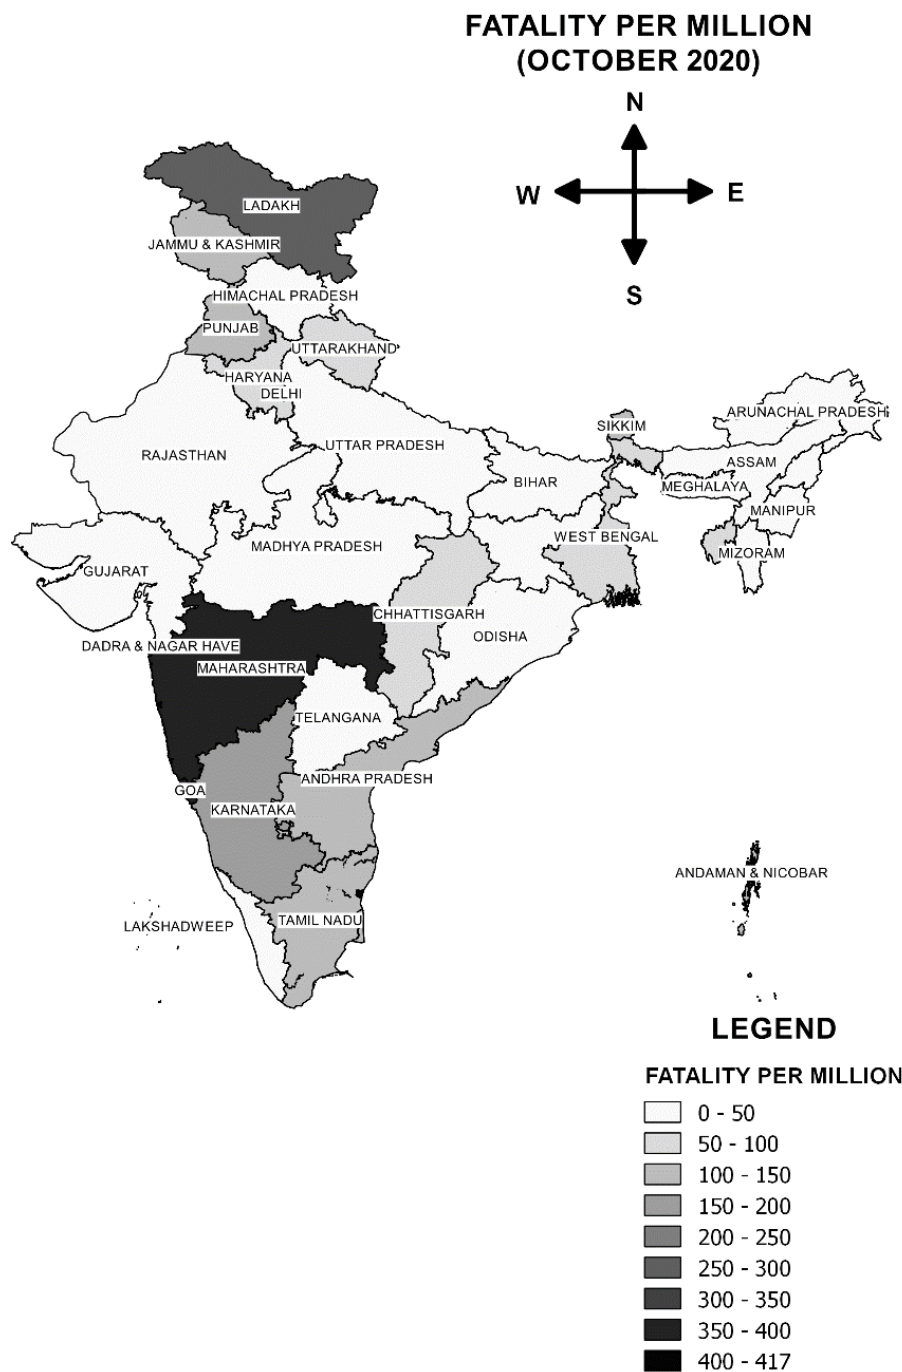 FATALITY PER MILLION
(OCTOBER 2020)
N
W
E
S
LADAKH
JAMMU & KASHMIR
HIMACHAL PRADESH
PUNJAB
UTTARAKHAND
HARYANA
DELHI
ARUNACHAL PRADESH
SIKKIM
UTTAR PRADESH
RAJASTHAN
ASSAM
BIHAR
MEGHALAYA
MANIPUR
WEST BENGAL
MADHYA PRADESH
MIZORAM
GUJARAT
CHHATTISGARH
ODISHA
DADRA & NAGAR HAVE
MAHARASHTRA
TELANGANA
ANDHRA PRADESH
GOA
KARNATAKA
ANDAMAN & NICOBAR
TAMIL NADU
LAKSHADWEEP
LEGEND
FATALITY PER MILLION
0 - 50
50 - 100
100 - 150
150 - 200
200 - 250
250 - 300
300 - 350
350 - 400
400 - 417